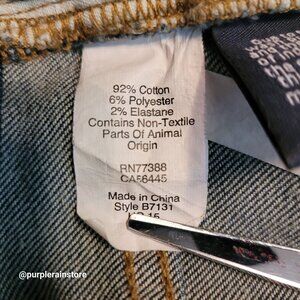 92% Cotton
6% Polyester
2% Elastane
Contains Non-Textile
Parts Of Animal
Origin
RN77388
CA56445
Made in China
Style B7131
@purplerainstore